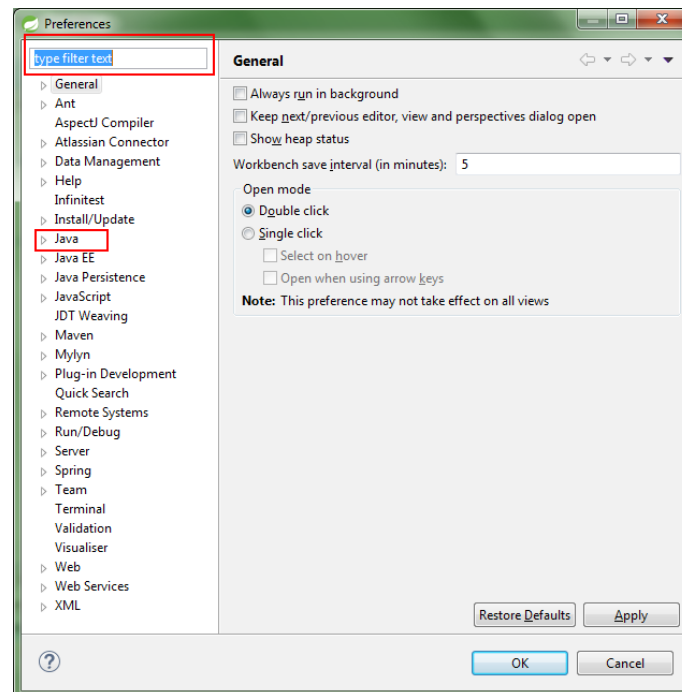 Preferences
type filter text
General
Ant
AspectJ Compiler
Atlassian Connector
Data Management
Help
Infinitest
Install/Update
Java
Java EE
Java Persistence
JavaScript
JDT Weaving
Maven
Mylyn
Plug-in Development
Quick Search
Remote Systems
Run/Debug
Server
Spring
Team
Terminal
Validation
Visualiser
Web
Web Services
XML
General
Always run in background
Keep next/previous editor, view and perspectives dialog open
Show heap status
Workbench save interval (in minutes): 5
Open mode
Double click
Single click
Select on hover
Open when using arrow keys
Note: This preference may not take effect on all views
Restore Defaults Apply
? OK Cancel